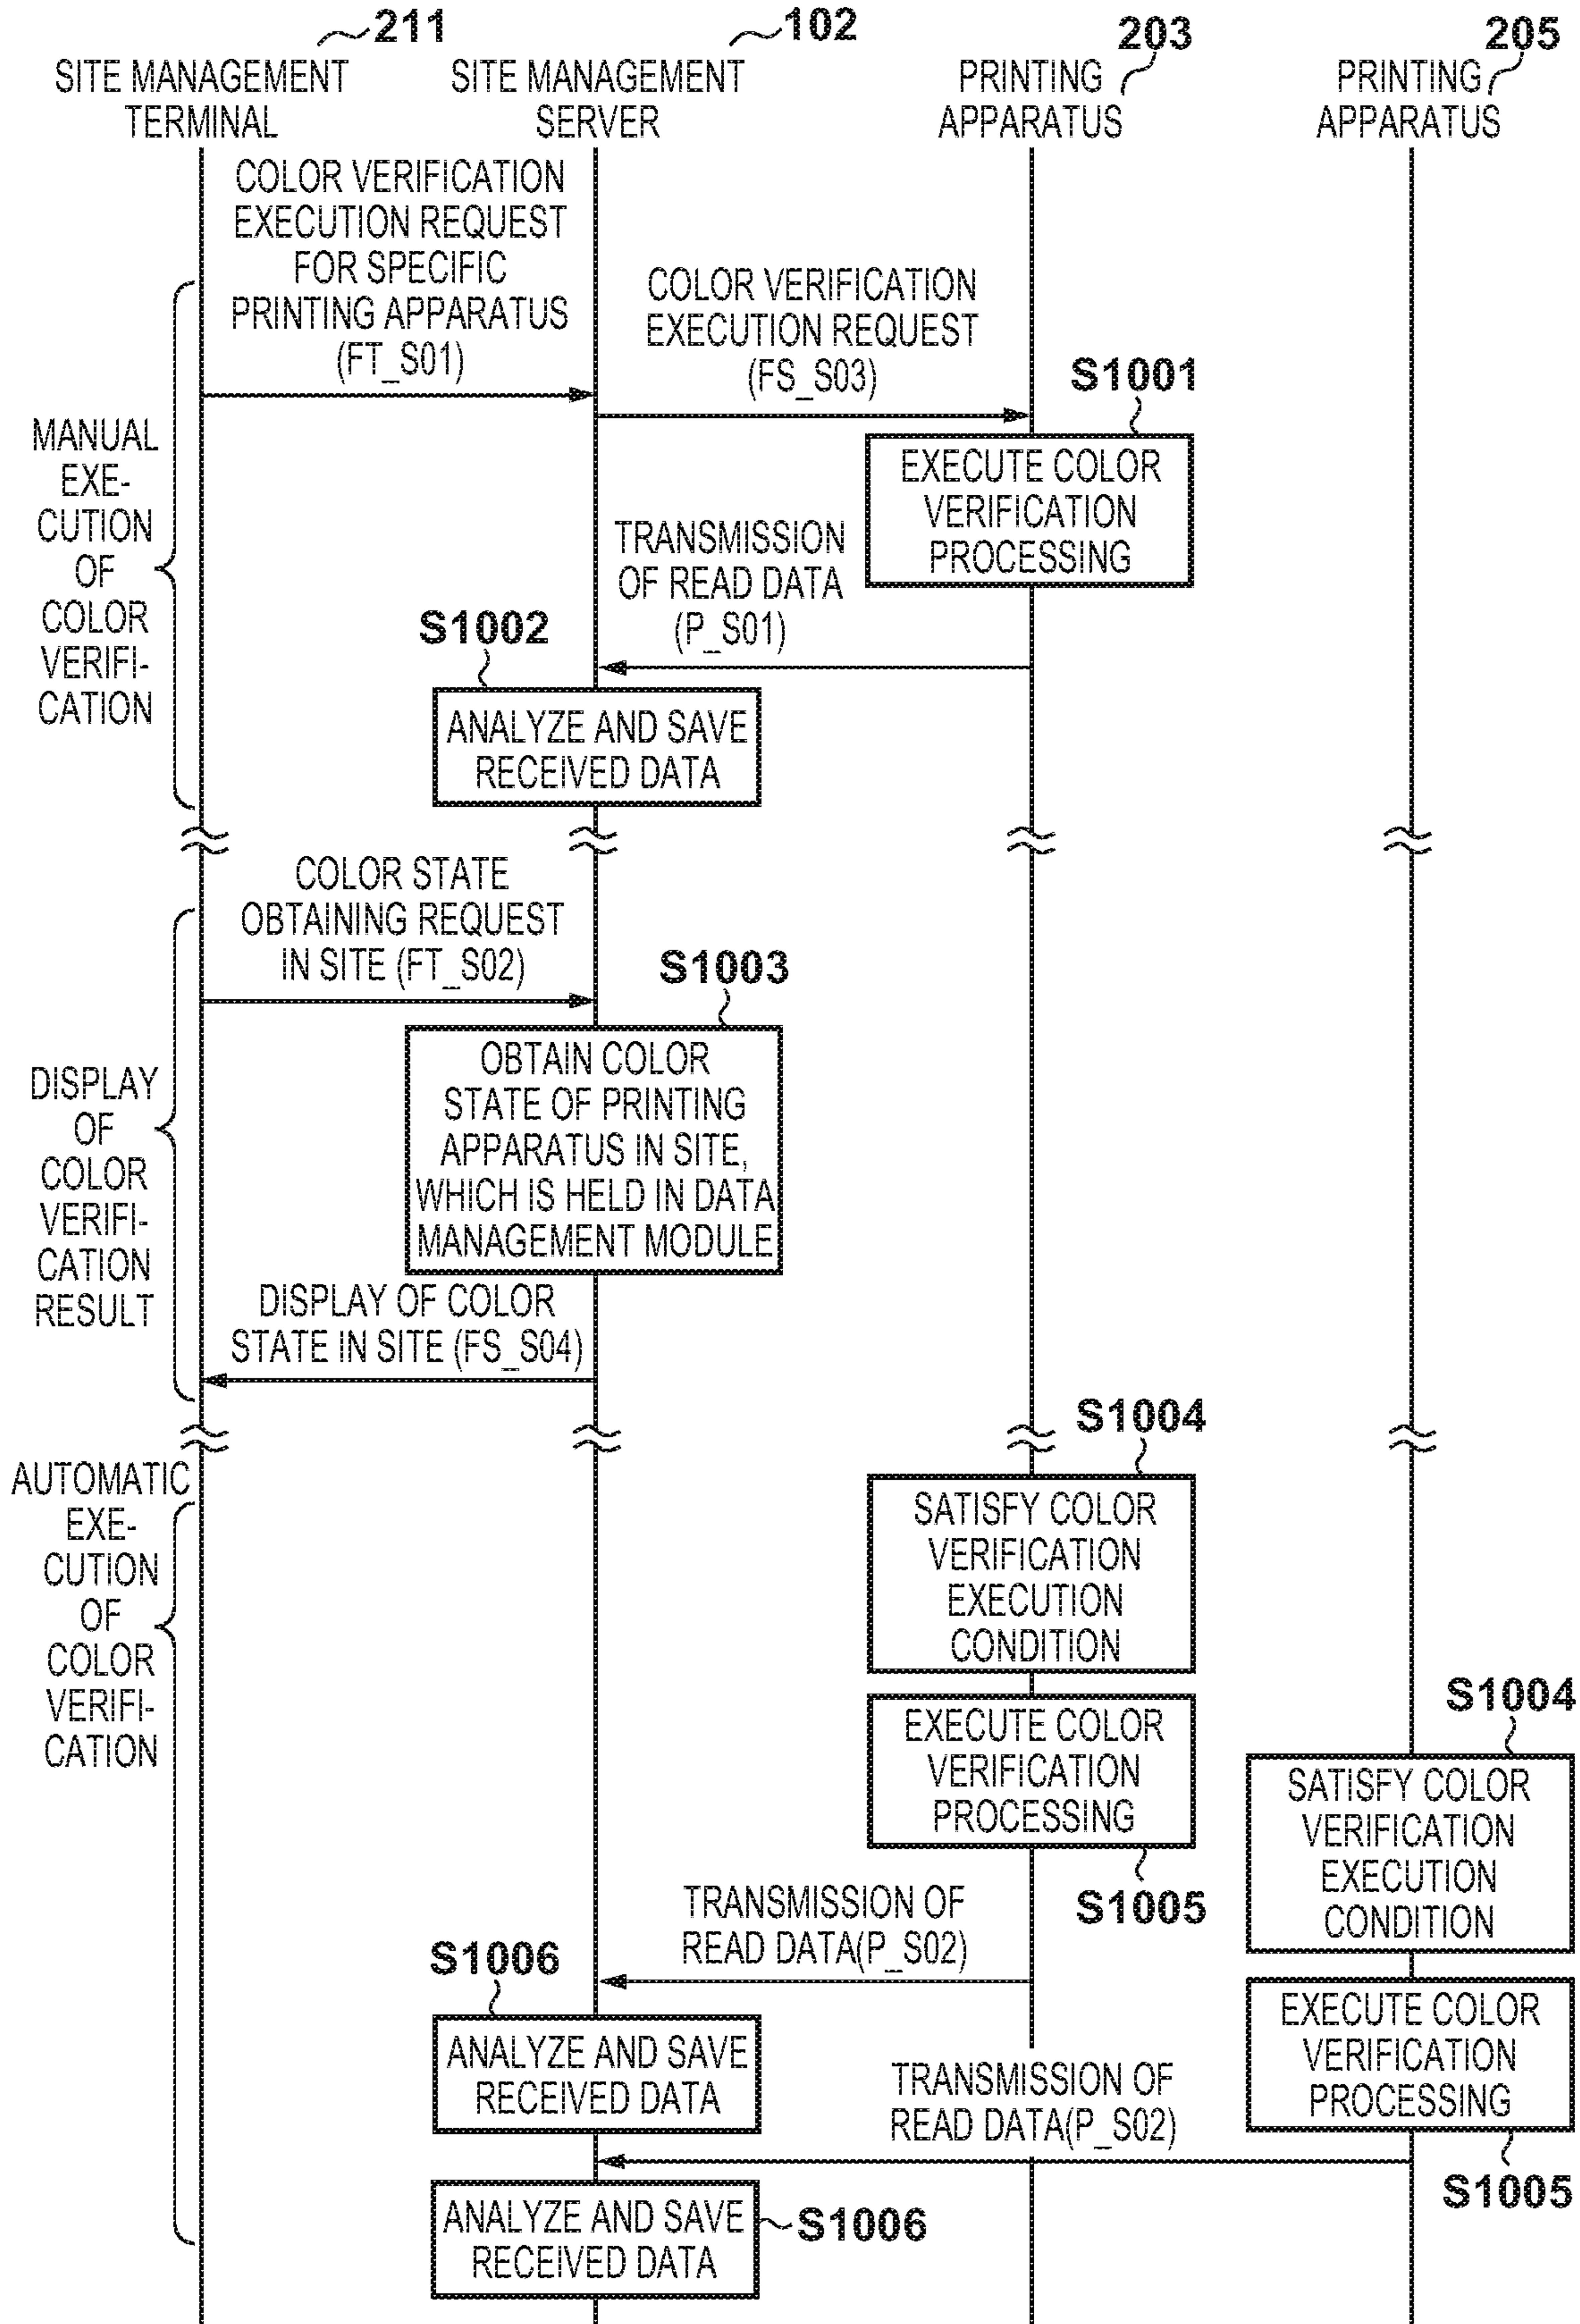 211
SITE MANAGEMENT
TERMINAL
102
SITE MANAGEMENT
SERVER
203
PRINTING
APPARATUS
205
PRINTING
APPARATUS
COLOR VERIFICATION
EXECUTION REQUEST
FOR SPECIFIC
PRINTING APPARATUS
(FT_S01)
COLOR VERIFICATION
EXECUTION REQUEST
(FS_S03)
MANUAL
EXE-
CUTION
OF
COLOR
VERIFI-
CATION
S1001
EXECUTE COLOR
VERIFICATION
PROCESSING
TRANSMISSION
OF READ DATA
(P_S01)
S1002
ANALYZE AND SAVE
RECEIVED DATA
COLOR STATE
OBTAINING REQUEST
IN SITE (FT_S02)
DISPLAY
OF
COLOR
VERIFI-
CATION
RESULT
S1003
OBTAIN COLOR
STATE OF PRINTING
APPARATUS IN SITE,
WHICH IS HELD IN DATA
MANAGEMENT MODULE
DISPLAY OF COLOR
STATE IN SITE (FS_S04)
AUTOMATIC
EXE-
CUTION
OF
COLOR
VERIFI-
CATION
S1004
SATISFY COLOR
VERIFICATION
EXECUTION
CONDITION
EXECUTE COLOR
VERIFICATION
PROCESSING
S1005
S1004
SATISFY COLOR
VERIFICATION
EXECUTION
CONDITION
EXECUTE COLOR
VERIFICATION
PROCESSING
S1005
TRANSMISSION OF
READ DATA(P_S02)
S1006
ANALYZE AND SAVE
RECEIVED DATA
TRANSMISSION OF
READ DATA(P_S02)
ANALYZE AND SAVE
RECEIVED DATA
S1006